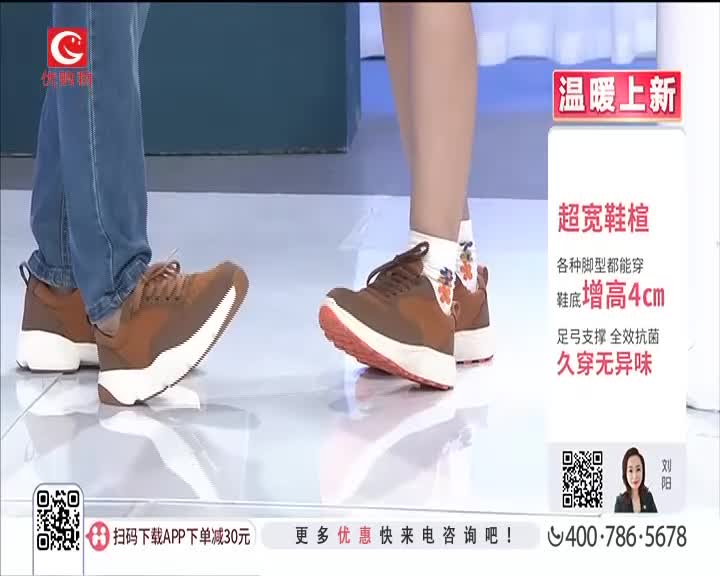 优购物
温暖上新
超宽鞋楦
各种脚型都能穿
鞋底增高4cm
足弓支撑 全效抗菌
久穿无异味
刘阳
扫码下载APP下单减30元
更多优惠快来电咨询吧!
400-786-5678